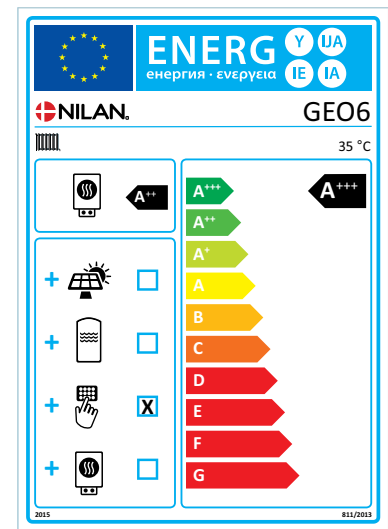 ENERG Y IJA
енергия · ενεργεια IE IA
NILAN® GEO6
35 °C
A++ A+++ A+++
A++
A+
A
B
C
X D
E
F
G
2015 811/2013